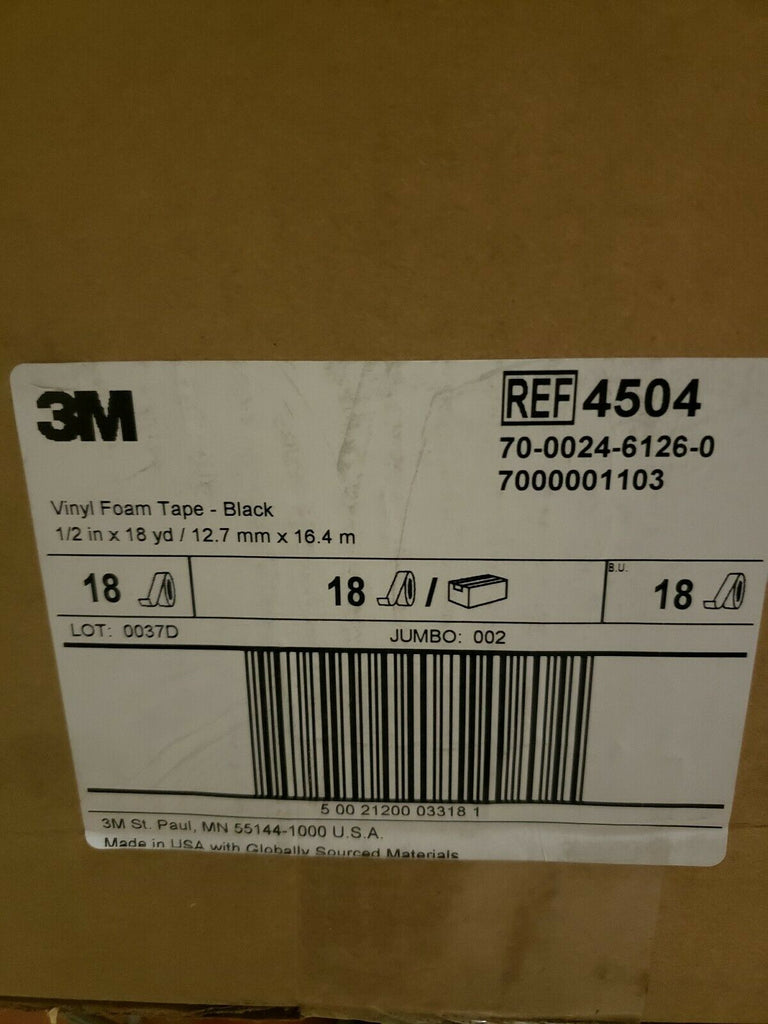 3M
REF 4504
70-0024-6126-0
7000001103
Vinyl Foam Tape - Black
1/2 in x 18 yd / 12.7 mm x 16.4 m
18 18 / B.U. 18
LOT: 0037D JUMBO: 002
5 00 21200 03318 1
3M St. Paul, MN 55144-1000 U.S.A.
Made in USA with Globally Sourced Materials